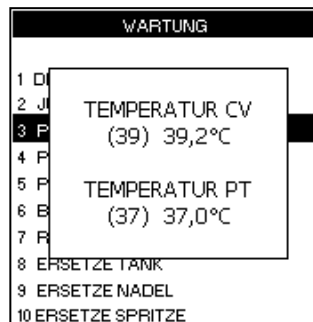 WARTUNG
1 D
2 J
TEMPERATUR CV
(39) 39,2°C
3 P
4 P
5 P
TEMPERATUR PT
(37) 37,0°C
6 B
7 R
8 ERSETZE TANK
9 ERSETZE NADEL
10 ERSETZE SPRITZE